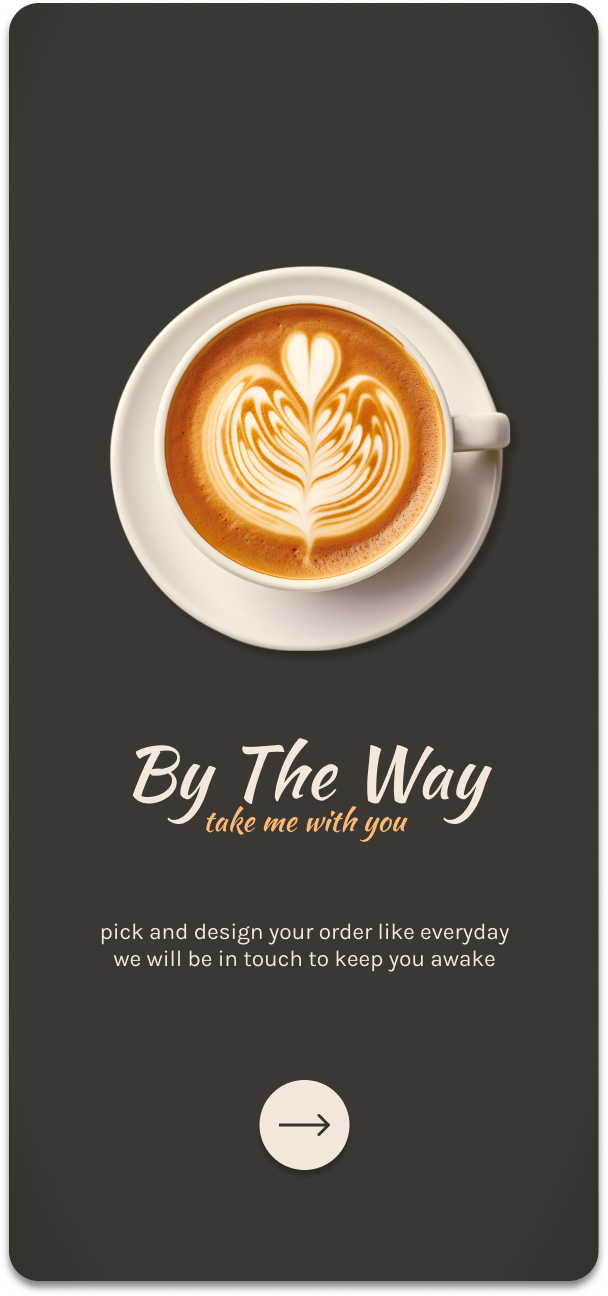 By The Way
take me with you
pick and design your order like everyday
we will be in touch to keep you awake